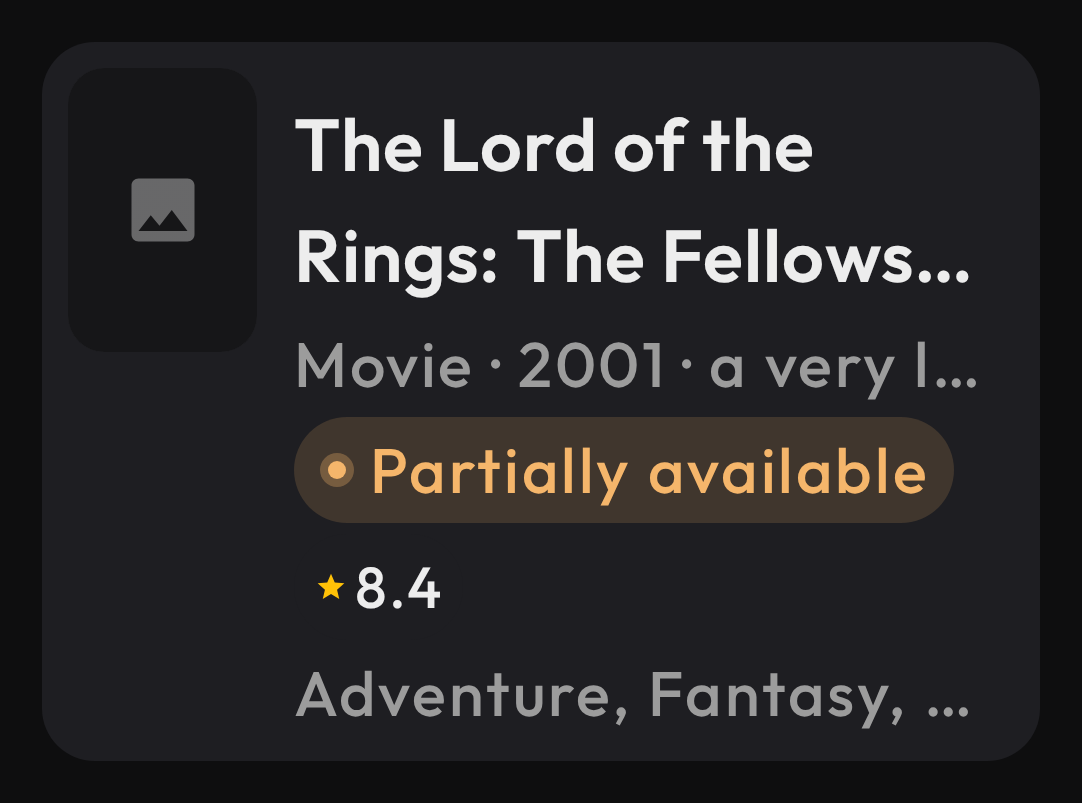 The Lord of the
Rings: The Fellows...
Movie · 2001 · a very l...
Partially available
8.4
Adventure, Fantasy, ...